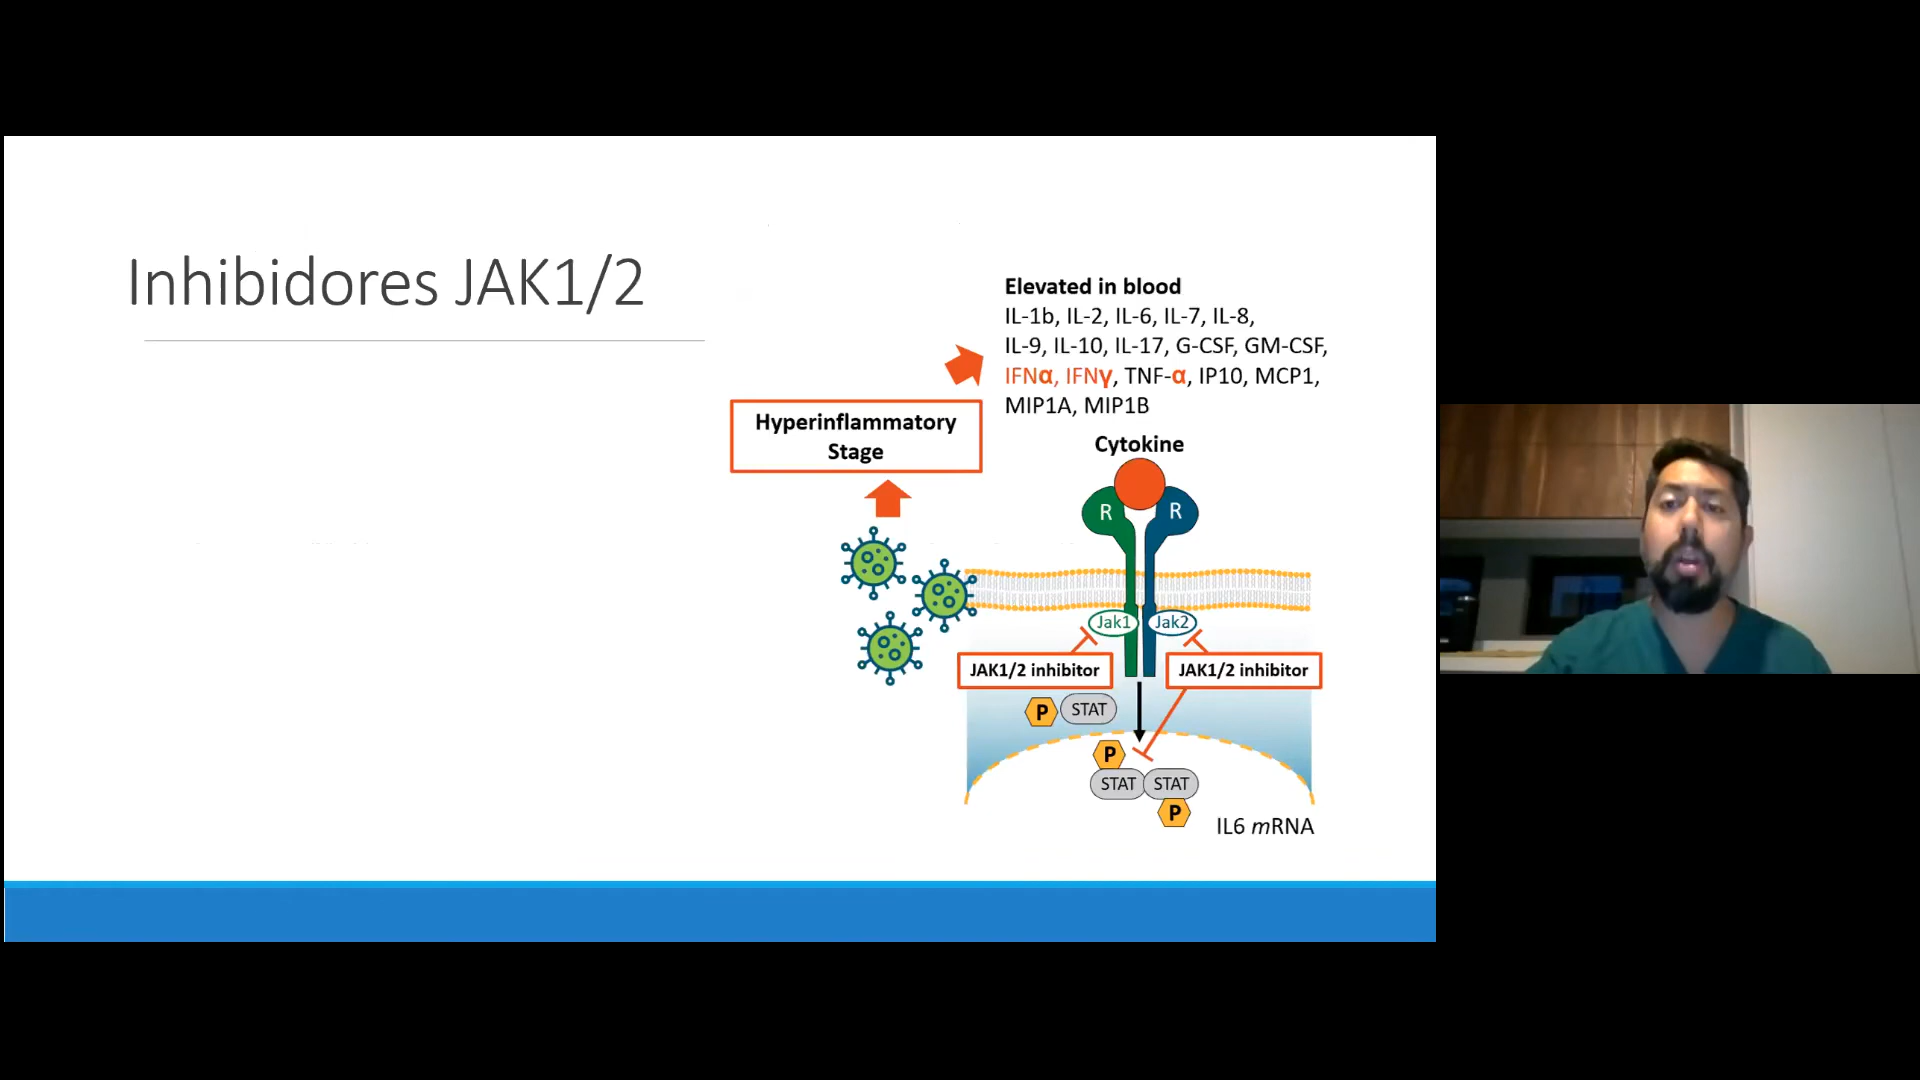 Inhibidores JAK1/2
Elevated in blood
IL-1b, IL-2, IL-6, IL-7, IL-8,
IL-9, IL-10, IL-17, G-CSF, GM-CSF,
IFNα, IFNγ, TNF-α, IP10, MCP1,
MIP1A, MIP1B
Hyperinflammatory
Stage
Cytokine
R
R
Jak1
Jak2
JAK1/2 inhibitor
JAK1/2 inhibitor
P
STAT
P
STAT
STAT
P
IL6 mRNA